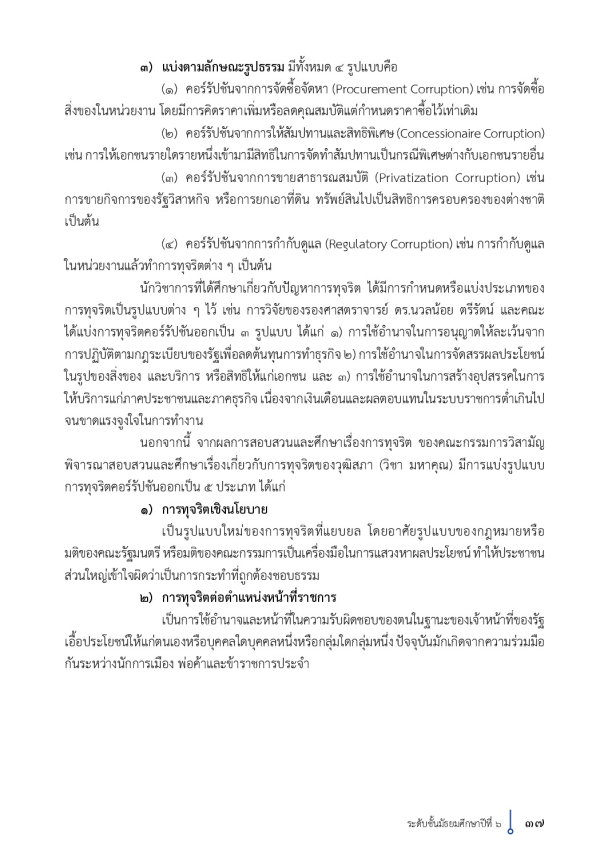 ๓) แบ่งตามลักษณะรูปธรรม มีทั้งหมด ๔ รูปแบบคือ
(๑) คอร์รัปชันจากการจัดซื้อจัดหา (Procurement Corruption) เช่น การจัดซื้อ
สิ่งของในหน่วยงาน โดยมีการคิดราคาเพิ่มหรือลดคุณสมบัติแต่กำหนดราคาซื้อไว้เท่าเดิม
(๒) คอร์รัปชันจากการให้สัมปทานและสิทธิพิเศษ (Concessionaire Corruption)
เช่น การให้เอกชนรายใดรายหนึ่งเข้ามามีสิทธิในการจัดทำสัมปทานเป็นกรณีพิเศษต่างกับเอกชนรายอื่น
(๓) คอร์รัปชันจากการขายสาธารณสมบัติ (Privatization Corruption) เช่น
การขายกิจการของรัฐวิสาหกิจ หรือการยกเอาที่ดิน ทรัพย์สินไปเป็นสิทธิการครอบครองของต่างชาติ
เป็นต้น
(๔) คอร์รัปชันจากการกำกับดูแล (Regulatory Corruption) เช่น การกำกับดูแล
ในหน่วยงานแล้วทำการทุจริตต่าง ๆ เป็นต้น
นักวิชาการที่ได้ศึกษาเกี่ยวกับปัญหาการทุจริต ได้มีการกำหนดหรือแบ่งประเภทของ
การทุจริตเป็นรูปแบบต่าง ๆ ไว้ เช่น การวิจัยของรองศาสตราจารย์ ดร.นวลน้อย ตรีรัตน์ และคณะ
ได้แบ่งการทุจริตคอร์รัปชันออกเป็น ๓ รูปแบบ ได้แก่ ๑) การใช้อำนาจในการอนุญาตให้ละเว้นจาก
การปฏิบัติตามกฎระเบียบของรัฐเพื่อลดต้นทุนการทำธุรกิจ ๒) การใช้อำนาจในการจัดสรรผลประโยชน์
ในรูปของสิ่งของ และบริการ หรือสิทธิให้แก่เอกชน และ ๓) การใช้อำนาจในการสร้างอุปสรรคในการ
ให้บริการแก่ภาคประชาชนและภาคธุรกิจ เนื่องจากเงินเดือนและผลตอบแทนในระบบราชการต่ำเกินไป
จนขาดแรงจูงใจในการทำงาน
นอกจากนี้ จากผลการสอบสวนและศึกษาเรื่องการทุจริต ของคณะกรรมการวิสามัญ
พิจารณาสอบสวนและศึกษาเรื่องเกี่ยวกับการทุจริตของวุฒิสภา (วิชา มหาคุณ) มีการแบ่งรูปแบบ
การทุจริตคอร์รัปชันออกเป็น ๕ ประเภท ได้แก่
๑) การทุจริตเชิงนโยบาย
เป็นรูปแบบใหม่ของการทุจริตที่แยบยล โดยอาศัยรูปแบบของกฎหมายหรือ
มติของคณะรัฐมนตรี หรือมติของคณะกรรมการเป็นเครื่องมือในการแสวงหาผลประโยชน์ ทำให้ประชาชน
ส่วนใหญ่เข้าใจผิดว่าเป็นการกระทำที่ถูกต้องชอบธรรม
๒) การทุจริตต่อตำแหน่งหน้าที่ราชการ
เป็นการใช้อำนาจและหน้าที่ในความรับผิดชอบของตนในฐานะของเจ้าหน้าที่ของรัฐ
เอื้อประโยชน์ให้แก่ตนเองหรือบุคคลใดบุคคลหนึ่งหรือกลุ่มใดกลุ่มหนึ่ง ปัจจุบันมักเกิดจากความร่วมมือ
กันระหว่างนักการเมือง พ่อค้าและข้าราชการประจำ
ระดับชั้นมัธยมศึกษาปีที่ ๖ ๓๗